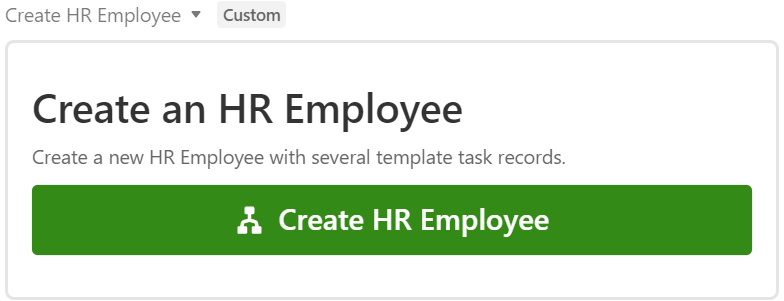 Create HR Employee Custom
Create an HR Employee
Create a new HR Employee with several template task records.
Create HR Employee